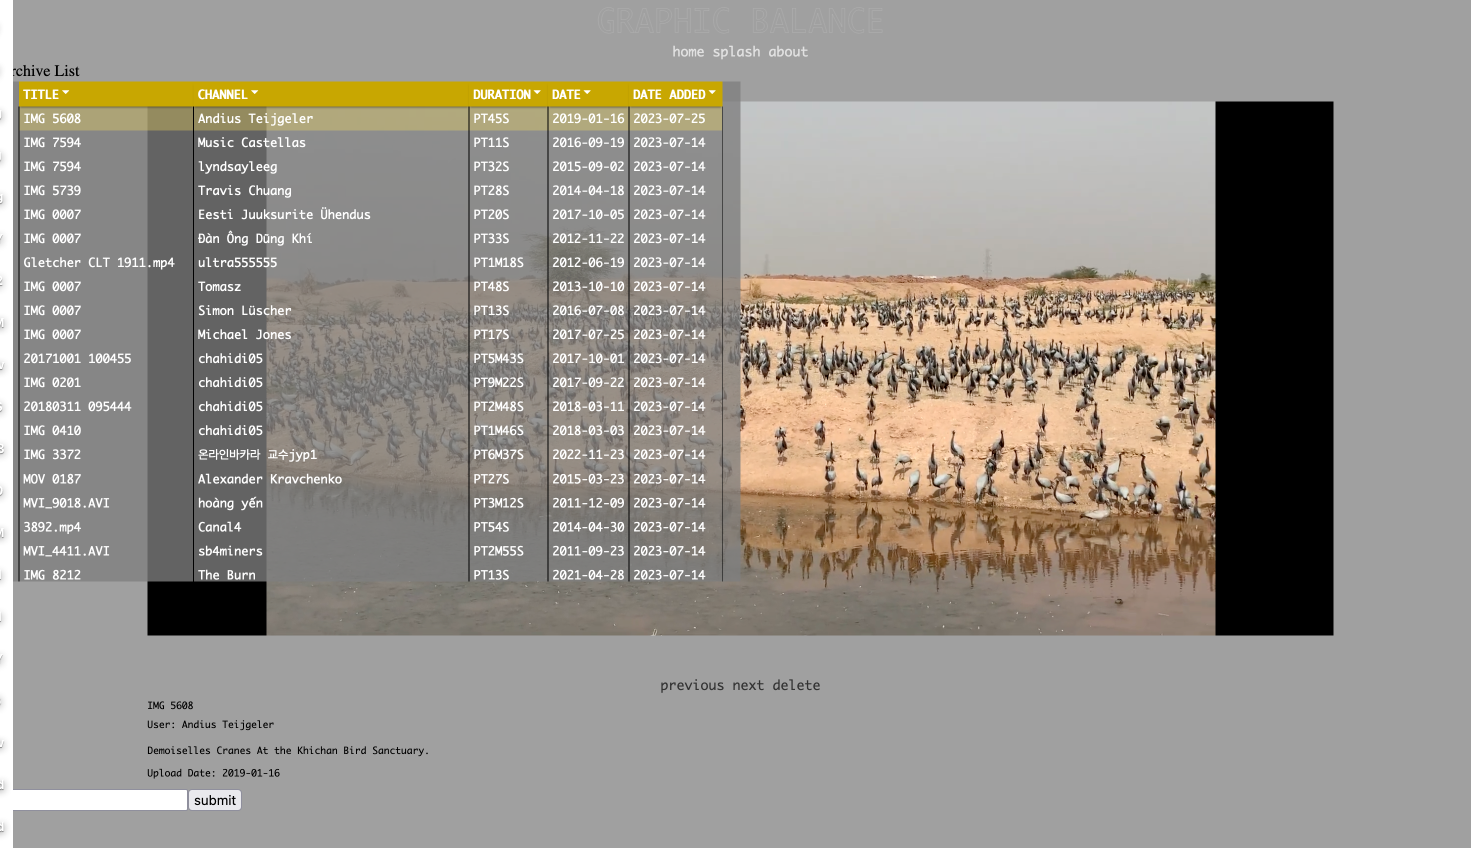 GRAPHIC BALANCE
home splash about
rchive List
TITLE CHANNEL DURATION DATE DATE ADDED
IMG 5608 Andius Teijgeler PT45S 2019-01-16 2023-07-25
IMG 7594 Music Castellas PT11S 2016-09-19 2023-07-14
IMG 7594 lyndsayleeg PT32S 2015-09-02 2023-07-14
IMG 5739 Travis Chuang PT28S 2014-04-18 2023-07-14
IMG 0007 Eesti Juuksurite Ühendus PT20S 2017-10-05 2023-07-14
IMG 0007 Đàn Ông Dũng Khí PT33S 2012-11-22 2023-07-14
Gletcher CLT 1911.mp4 ultra555555 PT1M18S 2012-06-19 2023-07-14
IMG 0007 Tomasz PT48S 2013-10-10 2023-07-14
IMG 0007 Simon Lüscher PT13S 2016-07-08 2023-07-14
IMG 0007 Michael Jones PT17S 2017-07-25 2023-07-14
20171001 100455 chahidi05 PT5M43S 2017-10-01 2023-07-14
IMG 0201 chahidi05 PT9M22S 2017-09-22 2023-07-14
20180311 095444 chahidi05 PT2M48S 2018-03-11 2023-07-14
IMG 0410 chahidi05 PT1M46S 2018-03-03 2023-07-14
IMG 3372 온라인바카라 교수jyp1 PT6M37S 2022-11-23 2023-07-14
MOV 0187 Alexander Kravchenko PT27S 2015-03-23 2023-07-14
MVI_9018.AVI hoàng yến PT3M12S 2011-12-09 2023-07-14
3892.mp4 Canal4 PT54S 2014-04-30 2023-07-14
MVI_4411.AVI sb4miners PT2M55S 2011-09-23 2023-07-14
IMG 8212 The Burn PT13S 2021-04-28 2023-07-14
previous next delete
IMG 5608
User: Andius Teijgeler
Demoiselles Cranes At the Khichan Bird Sanctuary.
Upload Date: 2019-01-16
submit